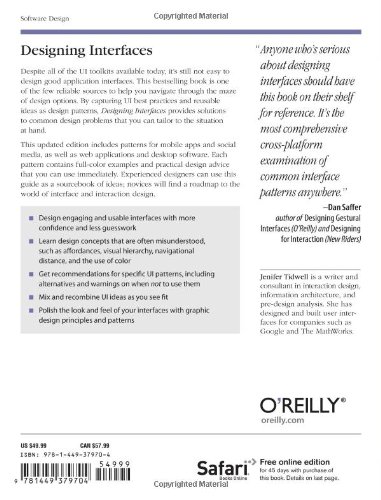 Copyrighted Material
Software Design
Designing Interfaces
Despite all of the UI toolkits available today, it's still not easy to
design good application interfaces. This bestselling book is one
of the few reliable sources to help you navigate through the maze
of design options. By capturing UI best practices and reusable
ideas as design patterns, Designing Interfaces provides solutions
to common design problems that you can tailor to the situation
at hand.
This updated edition includes patterns for mobile apps and social
media, as well as web applications and desktop software. Each
pattern contains full-color examples and practical design advice
that you can use immediately. Experienced designers can use this
guide as a sourcebook of ideas; novices will find a roadmap to the
world of interface and interaction design.
■ Design engaging and usable interfaces with more
confidence and less guesswork
■ Learn design concepts that are often misunderstood,
such as affordances, visual hierarchy, navigational
distance, and the use of color
■ Get recommendations for specific UI patterns, including
alternatives and warnings on when not to use them
■ Mix and recombine UI ideas as you see fit
■ Polish the look and feel of your interfaces with graphic
design principles and patterns
"Anyone who's serious
about designing
interfaces should have
this book on their shelf
for reference. It's the
most comprehensive
cross-platform
examination of
common interface
patterns anywhere."
—Dan Saffer
author of Designing Gestural
Interfaces (O'Reilly) and Designing
for Interaction (New Riders)
Jenifer Tidwell is a writer and
consultant in interaction design,
information architecture, and
pre-design analysis. She has
designed and built user inter-
faces for companies such as
Google and The MathWorks.
O'REILLY®
oreilly.com
US $49.99 CAN $57.99
ISBN: 978-1-449-37970-4
54999
9 781449 379704
Safari
Books Online
Free online edition
for 45 days with purchase of
this book. Details on last page.
Copyrighted Material